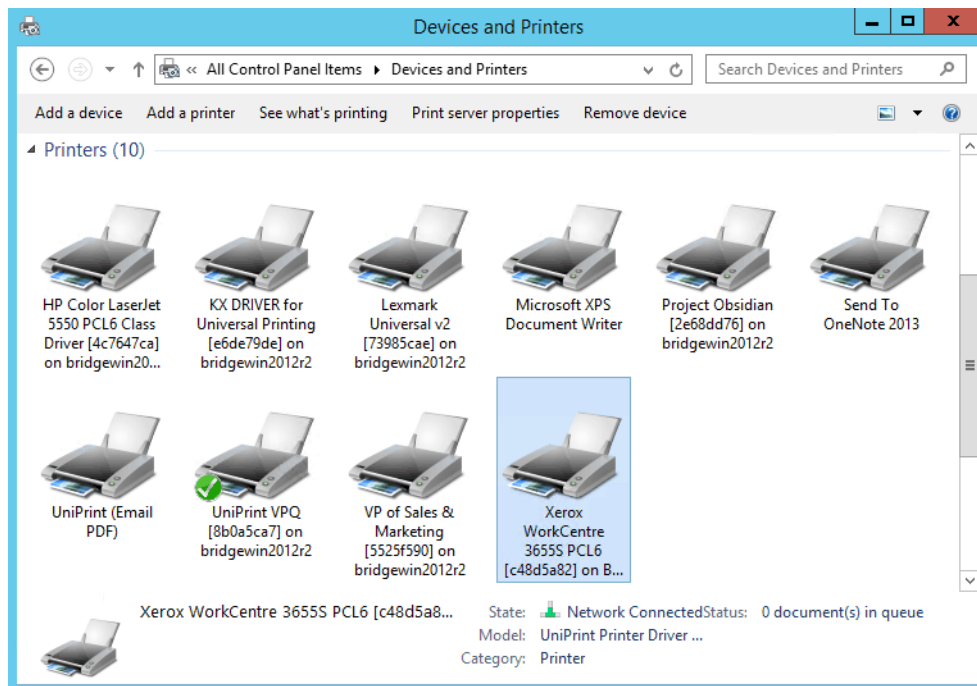 Devices and Printers
« All Control Panel Items ▸ Devices and Printers
Search Devices and Printers
Add a device Add a printer See what's printing Print server properties Remove device
Printers (10)
HP Color LaserJet
5550 PCL6 Class
Driver [4c7647ca]
on bridgewin20...
KX DRIVER for
Universal Printing
[e6de79de] on
bridgewin2012r2
Lexmark
Universal v2
[73985cae] on
bridgewin2012r2
Microsoft XPS
Document Writer
Project Obsidian
[2e68dd76] on
bridgewin2012r2
Send To
OneNote 2013
UniPrint (Email
PDF)
UniPrint VPQ
[8b0a5ca7] on
bridgewin2012r2
VP of Sales &
Marketing
[5525f590] on
bridgewin2012r2
Xerox
WorkCentre
3655S PCL6
[c48d5a82] on B...
Xerox WorkCentre 3655S PCL6 [c48d5a8... State: Network Connected Status: 0 document(s) in queue
Model: UniPrint Printer Driver ...
Category: Printer